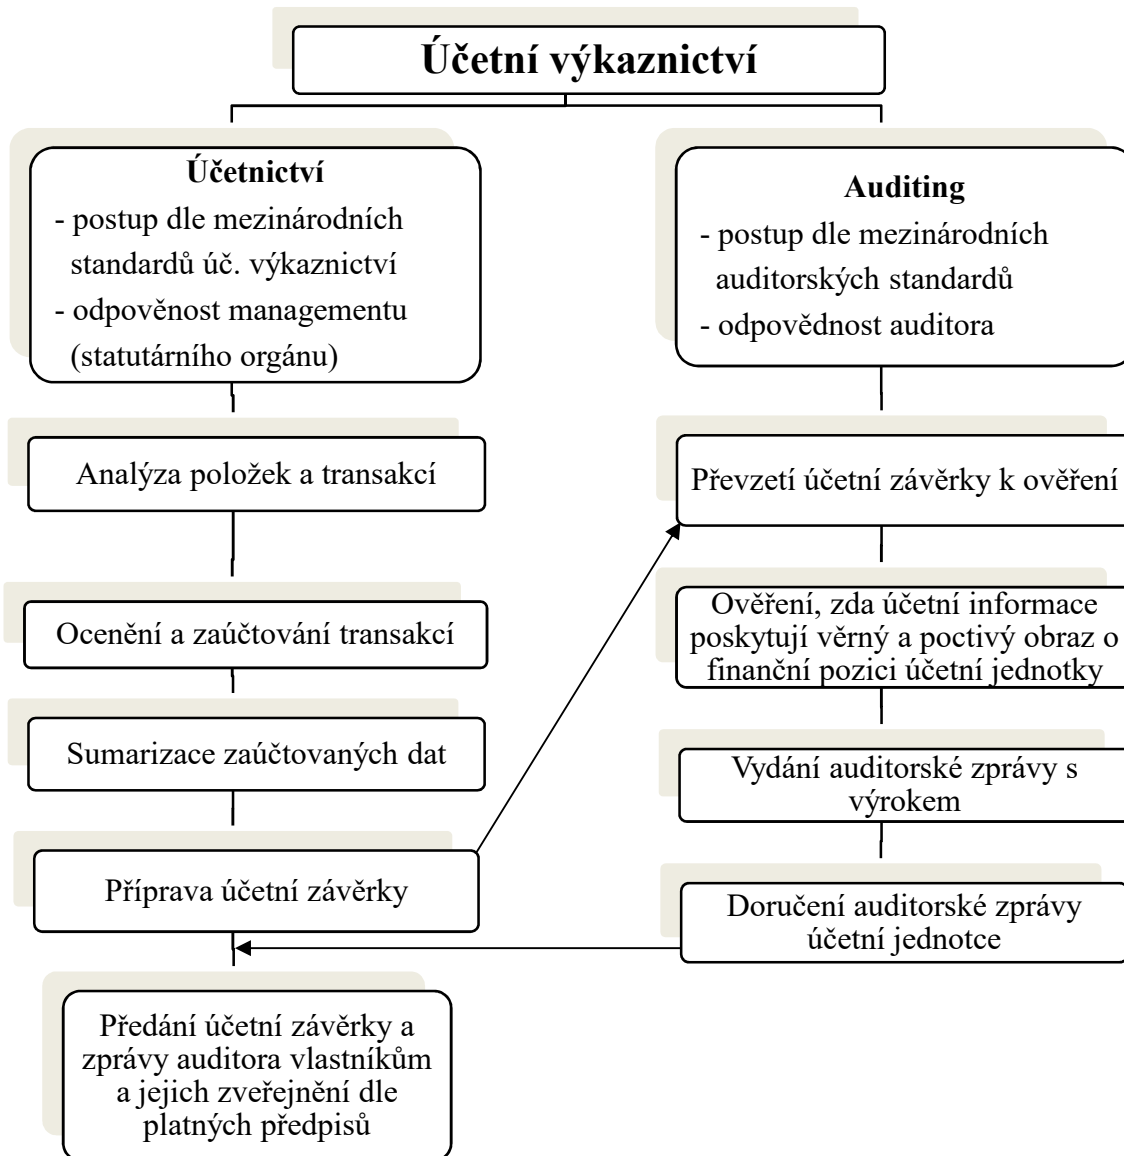 Účetní výkaznictví
Účetnictví
- postup dle mezinárodních
standardů úč. výkaznictví
- odpověnost managementu
(statutárního orgánu)
Analýza položek a transakcí
Ocenění a zaúčtování transakcí
Sumarizace zaúčtovaných dat
Příprava účetní závěrky
Předání účetní závěrky a
zprávy auditora vlastníkům
a jejich zveřejnění dle
platných předpisů
Auditing
- postup dle mezinárodních
auditorských standardů
- odpovědnost auditora
Převzetí účetní závěrky k ověření
Ověření, zda účetní informace
poskytují věrný a poctivý obraz o
finanční pozici účetní jednotky
Vydání auditorské zprávy s
výrokem
Doručení auditorské zprávy
účetní jednotce